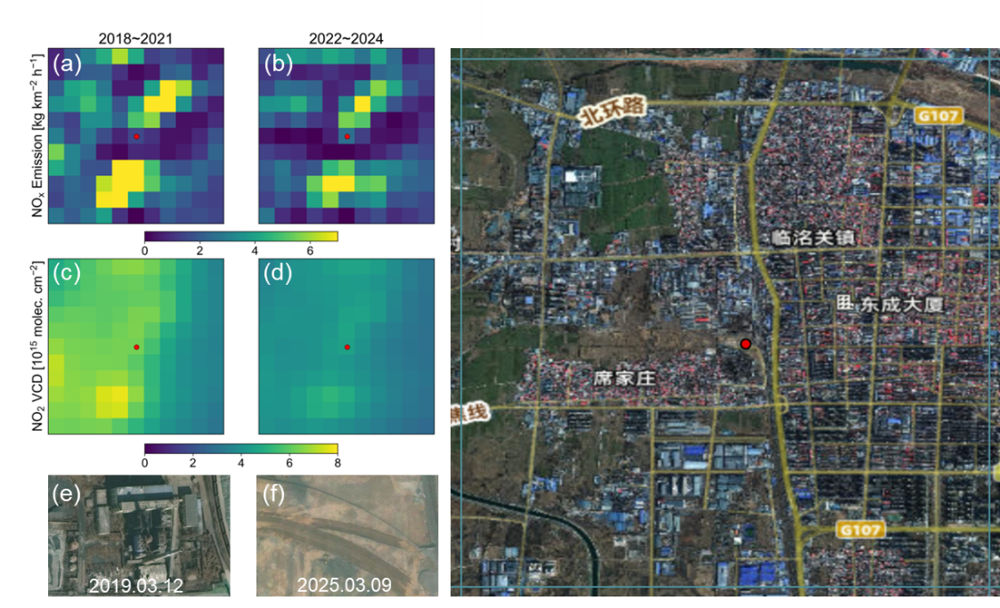 2018~2021
2022~2024
(a)
(b)
NOₓ Emission [kg km⁻² h⁻¹]
0 2 4 6
(c)
(d)
NO₂ VCD [10¹⁵ molec. cm⁻²]
0 2 4 6 8
(e)
2019.03.12
(f)
2025.03.09
北环路
G107
临洺关镇
东成大厦
席家庄
焦线
G107